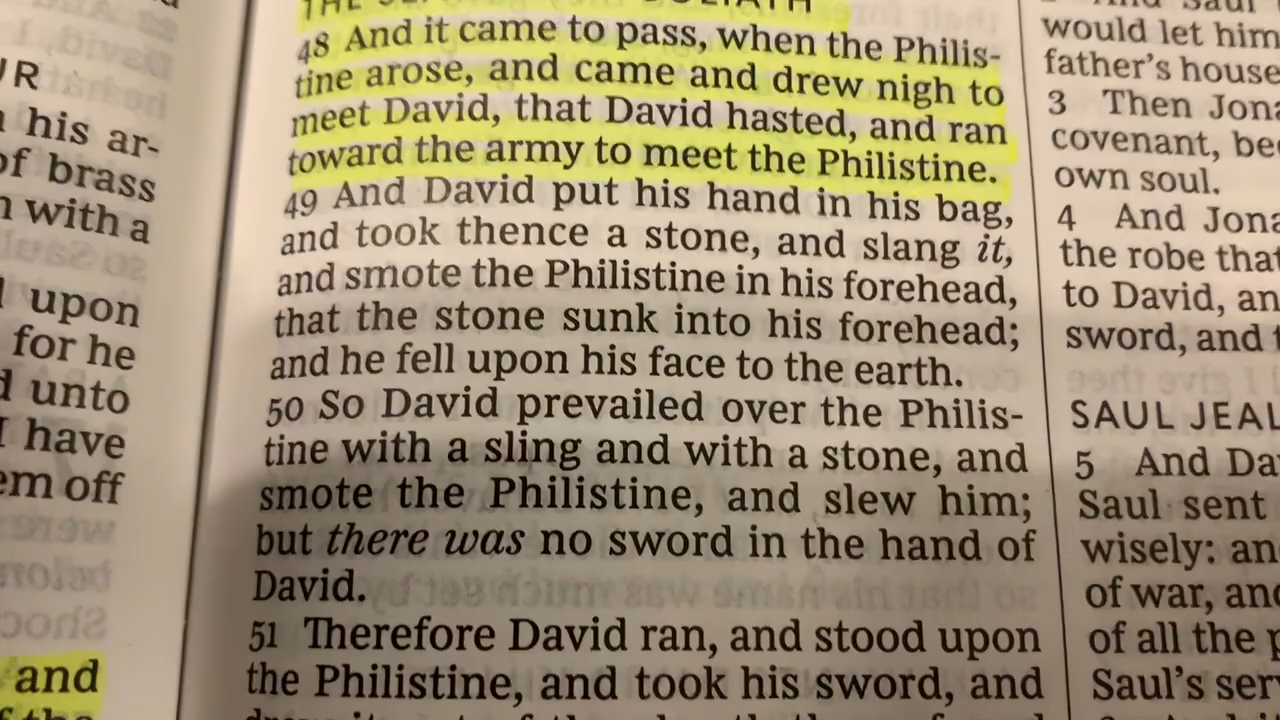 UR
his ar-
of brass
with a
upon
for he
unto
I have
em off
and
THE
48 And it came to pass, when the Philis-
tine arose, and came and drew nigh to
meet David, that David hasted, and ran
toward the army to meet the Philistine.
49 And David put his hand in his bag,
and took thence a stone, and slang it,
and smote the Philistine in his forehead,
that the stone sunk into his forehead;
and he fell upon his face to the earth.
50 So David prevailed over the Philis-
tine with a sling and with a stone, and
smote the Philistine, and slew him;
but there was no sword in the hand of
David.
51 Therefore David ran, and stood upon
the Philistine, and took his sword, and
would let him
father's house
3 Then Jona
covenant, be
own soul.
4 And Jona
the robe that
to David, an
sword, and
SAUL JEAL
5 And Da
Saul sent
wisely: an
of war, and
of all the p
Saul's serv